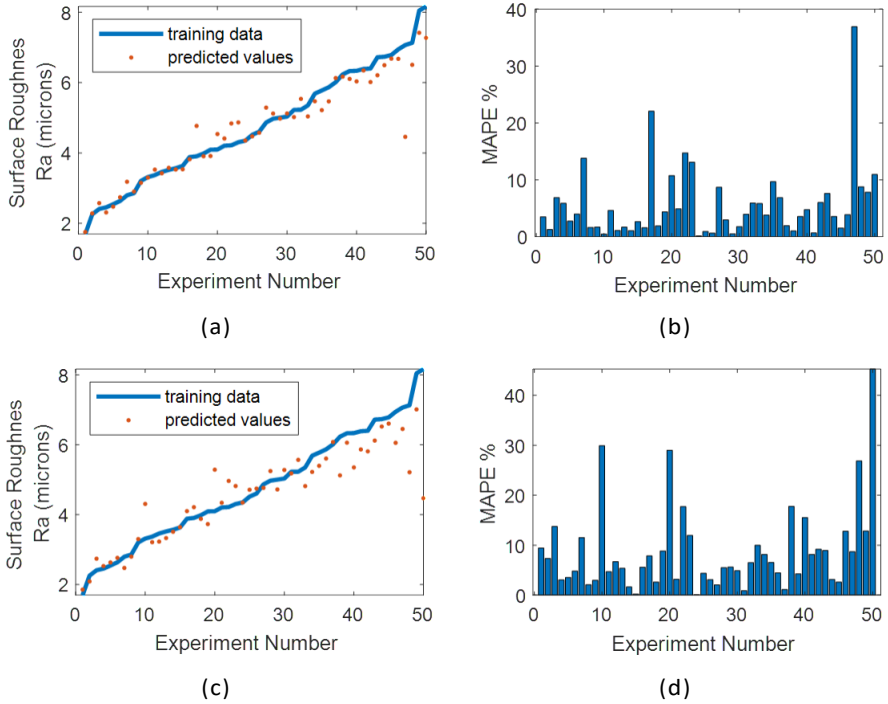 training data
predicted values
Surface Roughnes
Ra (microns)
8
6
4
2
0 10 20 30 40 50
Experiment Number
(a)
40
30
20
10
0
MAPE %
0 10 20 30 40 50
Experiment Number
(b)
training data
predicted values
Surface Roughnes
Ra (microns)
8
6
4
2
0 10 20 30 40 50
Experiment Number
(c)
40
30
20
10
0
MAPE %
0 10 20 30 40 50
Experiment Number
(d)